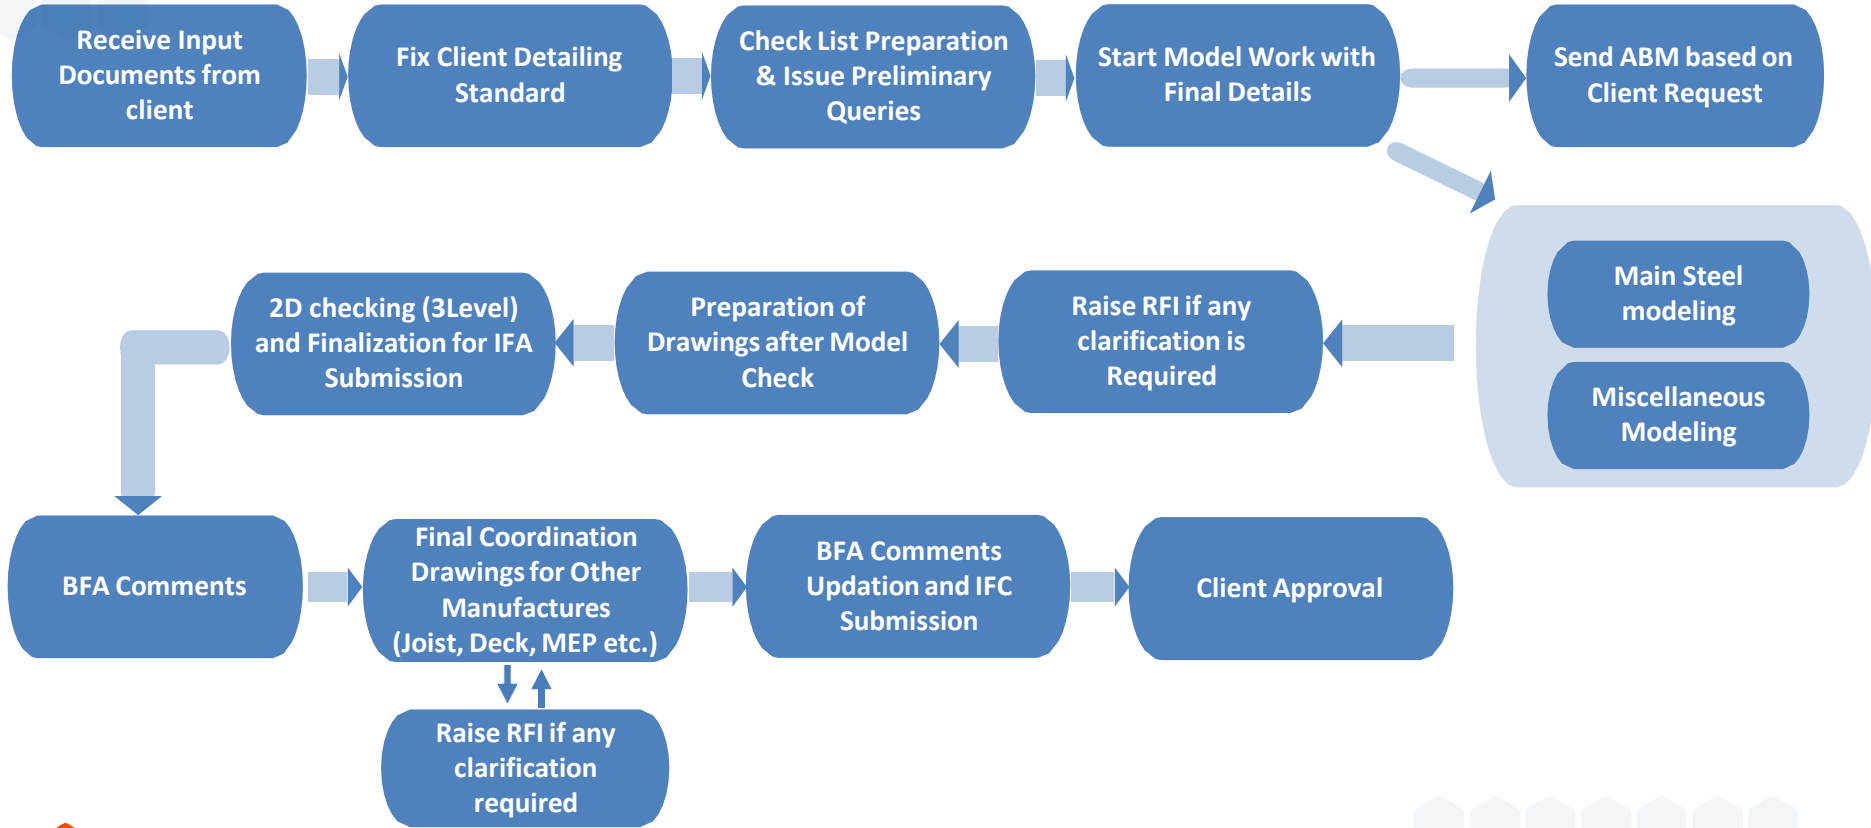 Receive Input
Documents from
client
Fix Client Detailing
Standard
Check List Preparation
& Issue Preliminary
Queries
Start Model Work with
Final Details
Send ABM based on
Client Request
Main Steel
modeling
Miscellaneous
Modeling
Raise RFI if any
clarification is
Required
Preparation of
Drawings after Model
Check
2D checking (3Level)
and Finalization for IFA
Submission
BFA Comments
Final Coordination
Drawings for Other
Manufactures
(Joist, Deck, MEP etc.)
Raise RFI if any
clarification
required
BFA Comments
Updation and IFC
Submission
Client Approval